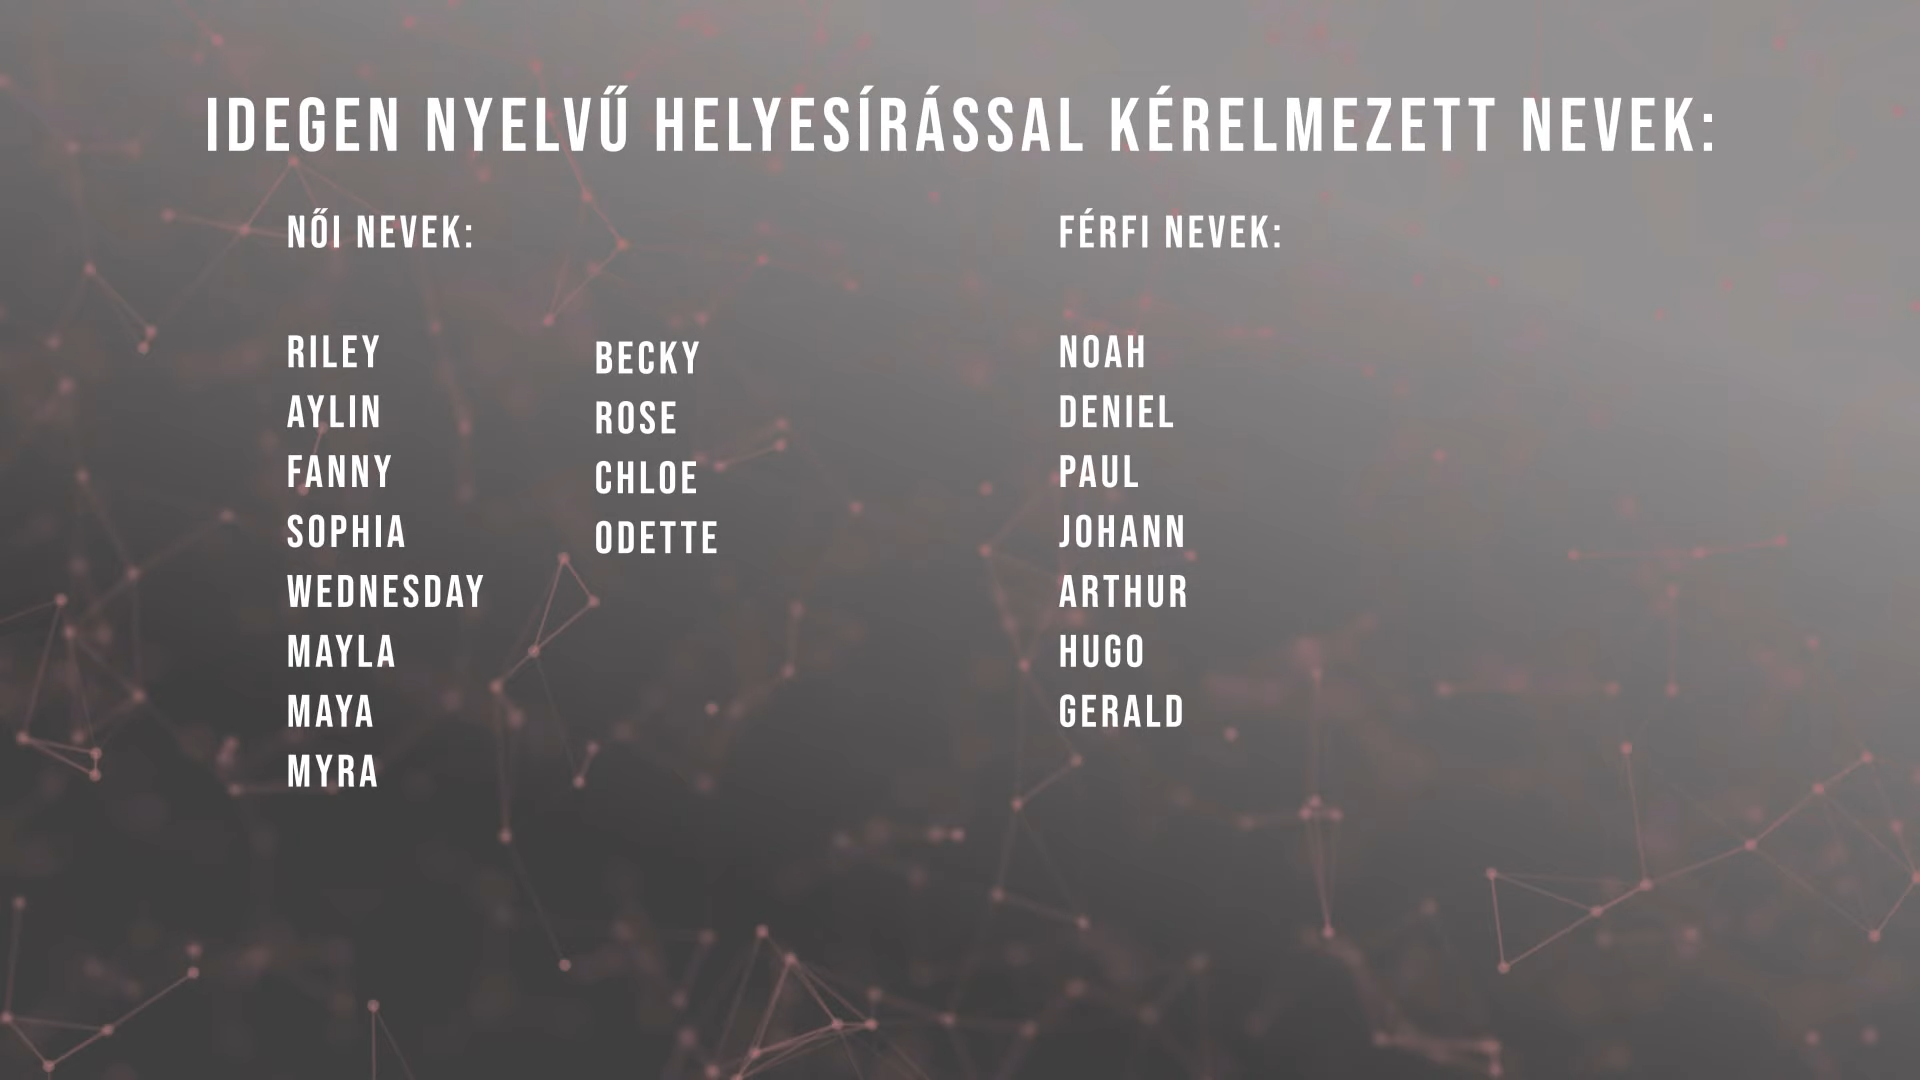 IDEGEN NYELVŰ HELYESÍRÁSSAL KÉRELMEZETT NEVEK:
NŐI NEVEK:
RILEY
AYLIN
FANNY
SOPHIA
WEDNESDAY
MAYLA
MAYA
MYRA
BECKY
ROSE
CHLOE
ODETTE
FÉRFI NEVEK:
NOAH
DENIEL
PAUL
JOHANN
ARTHUR
HUGO
GERALD